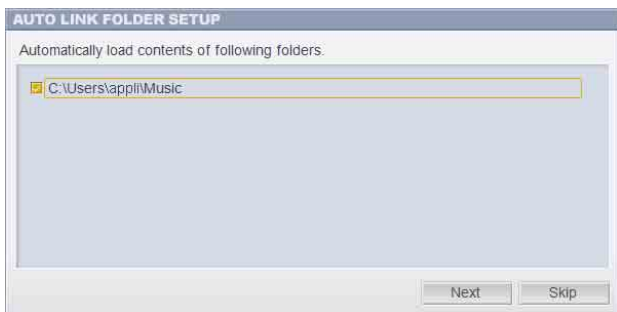 AUTO LINK FOLDER SETUP
Automatically load contents of following folders.
C:\Users\appli\Music
Next
Skip